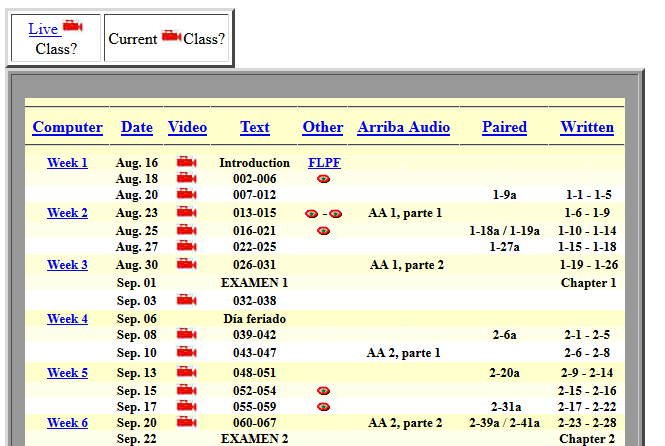 Live
Class?
Current Class?
Computer Date Video Text Other Arriba Audio Paired Written
Week 1 Aug. 16 Introduction FLPF
Aug. 18 002-006
Aug. 20 007-012 1-9a 1-1 - 1-5
Week 2 Aug. 23 013-015 - AA 1, parte 1 1-6 - 1-9
Aug. 25 016-021 1-18a / 1-19a 1-10 - 1-14
Aug. 27 022-025 1-27a 1-15 - 1-18
Week 3 Aug. 30 026-031 AA 1, parte 2 1-19 - 1-26
Sep. 01 EXAMEN 1 Chapter 1
Sep. 03 032-038
Week 4 Sep. 06 Día feriado
Sep. 08 039-042 2-6a 2-1 - 2-5
Sep. 10 043-047 AA 2, parte 1 2-6 - 2-8
Week 5 Sep. 13 048-051 2-20a 2-9 - 2-14
Sep. 15 052-054 2-15 - 2-16
Sep. 17 055-059 2-31a 2-17 - 2-22
Week 6 Sep. 20 060-067 AA 2, parte 2 2-39a / 2-41a 2-23 - 2-28
Sep. 22 EXAMEN 2 Chapter 2